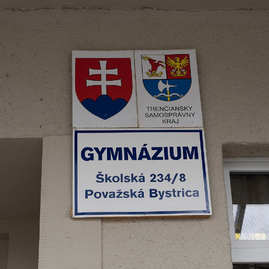 TRENČIANSKY
SAMOSPRÁVNY
KRAJ
GYMNÁZIUM
Školská 234/8
Považská Bystrica